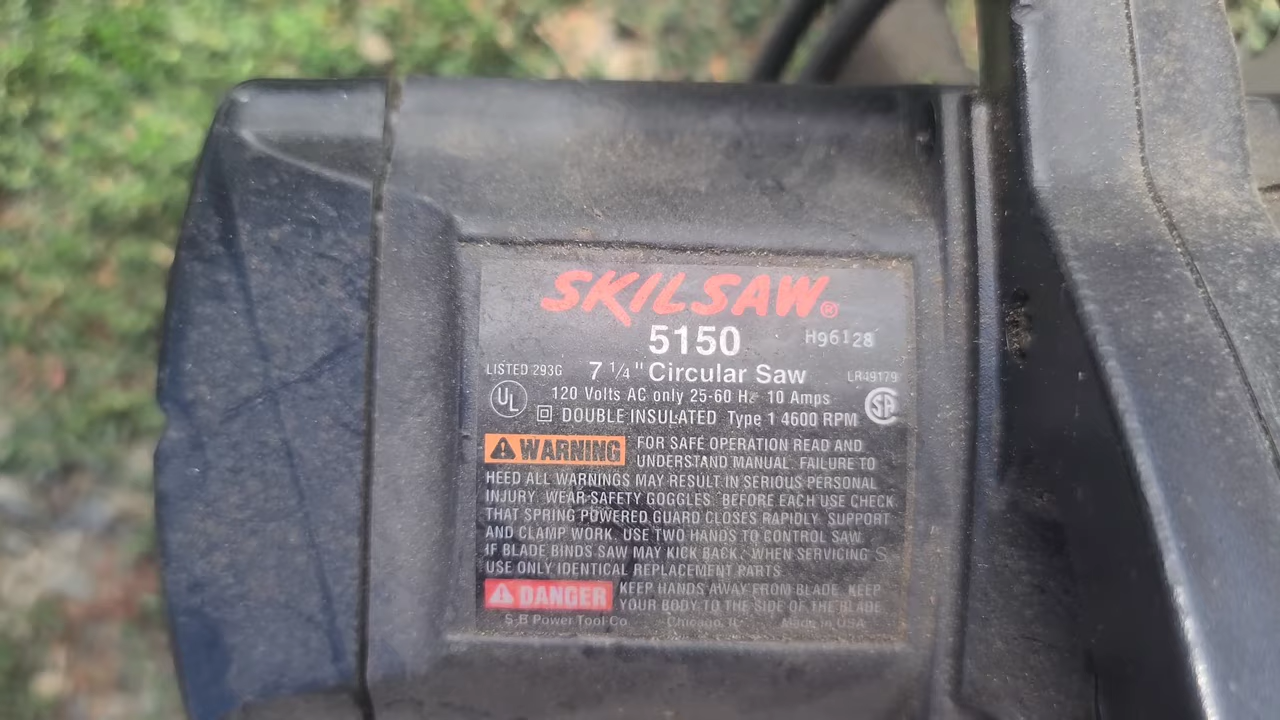 SKILSAW®
5150 H96128
LISTED 293G 7 1/4" Circular Saw LR49179
UL 120 Volts AC only 25-60 Hz 10 Amps SA
DOUBLE INSULATED Type 1 4600 RPM
WARNING FOR SAFE OPERATION READ AND
UNDERSTAND MANUAL. FAILURE TO
HEED ALL WARNINGS MAY RESULT IN SERIOUS PERSONAL
INJURY. WEAR SAFETY GOGGLES. BEFORE EACH USE CHECK
THAT SPRING POWERED GUARD CLOSES RAPIDLY. SUPPORT
AND CLAMP WORK. USE TWO HANDS TO CONTROL SAW.
IF BLADE BINDS SAW MAY KICK BACK. WHEN SERVICING S
USE ONLY IDENTICAL REPLACEMENT PARTS.
DANGER KEEP HANDS AWAY FROM BLADE. KEEP
YOUR BODY TO THE SIDE OF THE BLADE.
S-B Power Tool Co Chicago, IL Made in USA